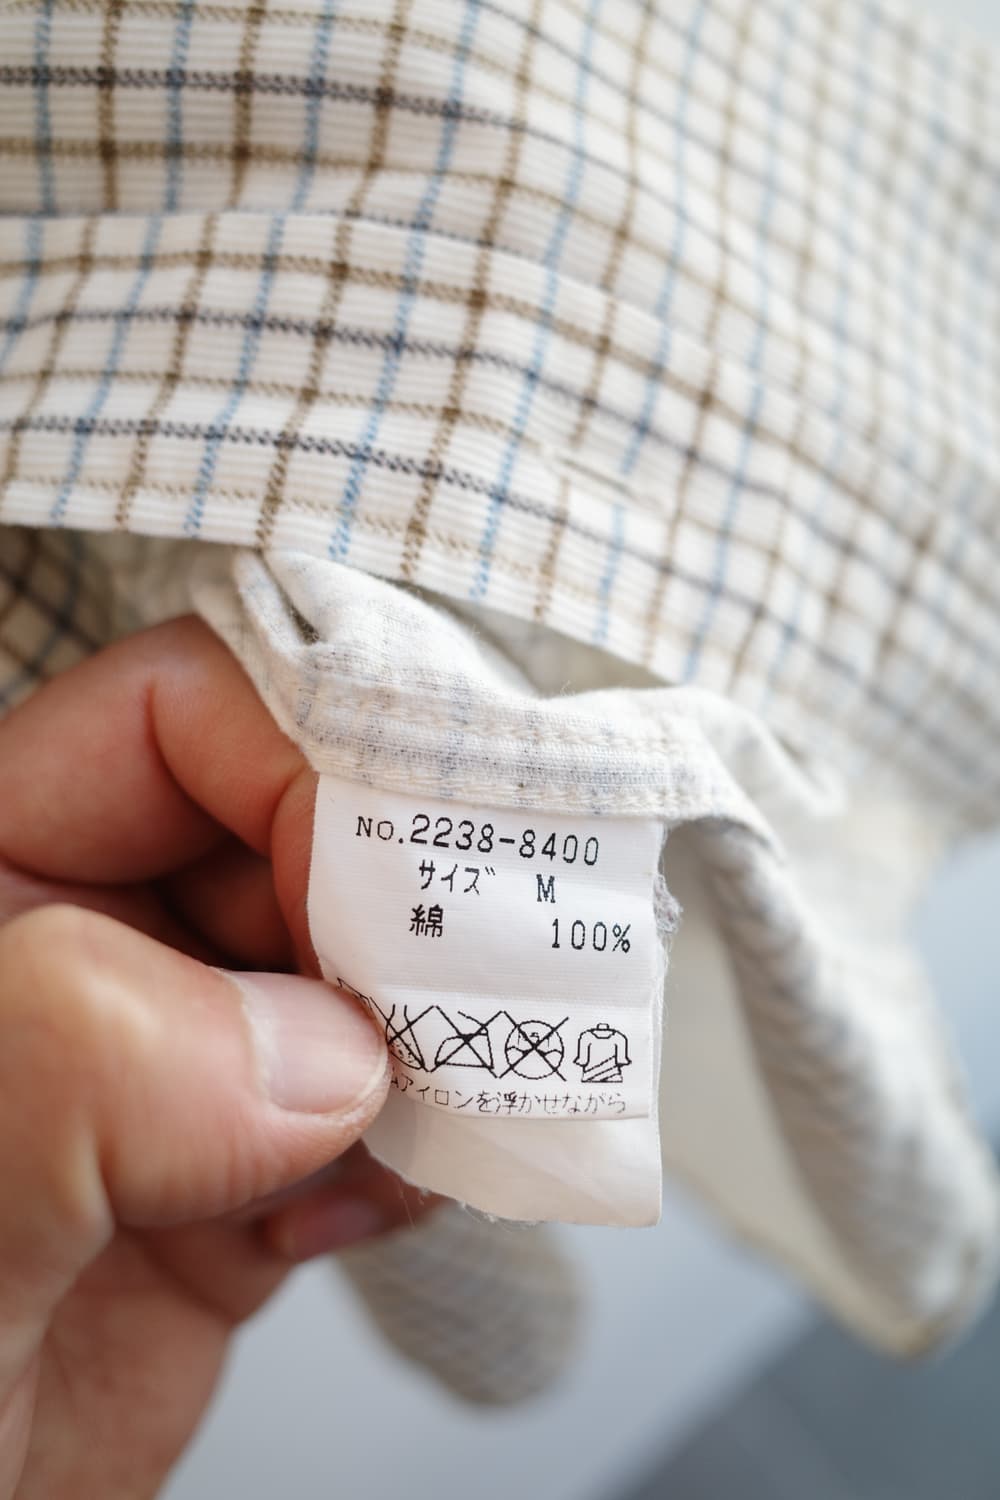 NO.2238-8400
サイズ M
綿 100%
アイロンを浮かせながら